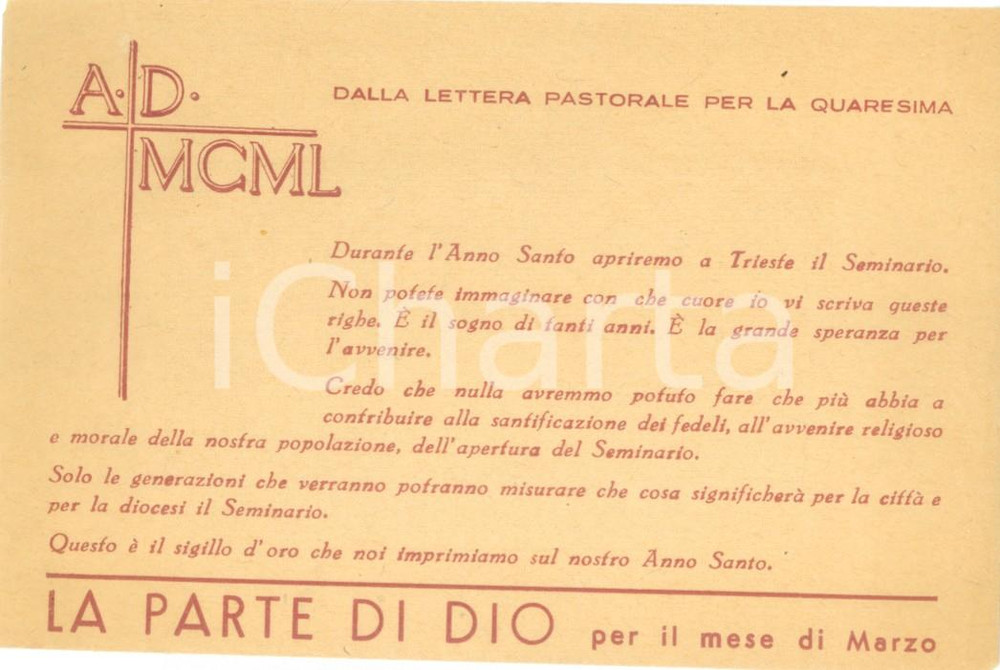 A. D.
MCML
DALLA LETTERA PASTORALE PER LA QUARESIMA
Durante l'Anno Santo apriremo a Trieste il Seminario.
Non potete immaginare con che cuore io vi scriva queste
righe. È il sogno di tanti anni. È la grande speranza per
l'avvenire.
Credo che nulla avremmo potuto fare che più abbia a
contribuire alla santificazione dei fedeli, all'avvenire religioso
e morale della nostra popolazione, dell'apertura del Seminario.
Solo le generazioni che verranno potranno misurare che cosa significherà per la città e
per la diocesi il Seminario.
Questo è il sigillo d'oro che noi imprimiamo sul nostro Anno Santo.
LA PARTE DI DIO per il mese di Marzo
iCharta